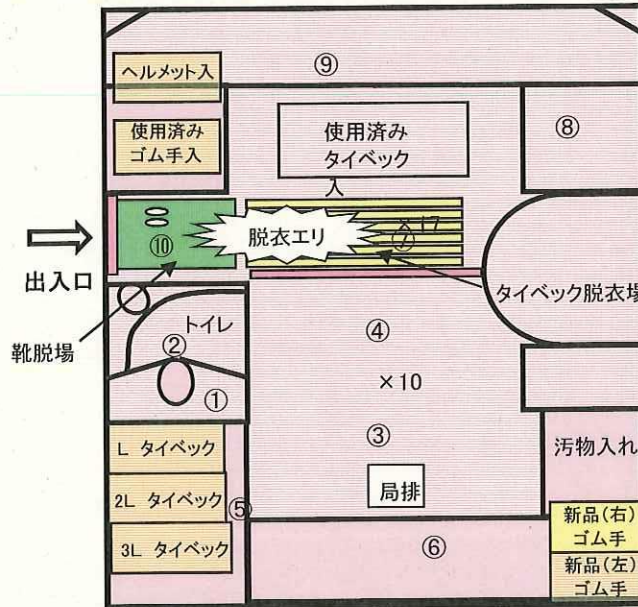 ⑨
ヘルメット入
使用済み
ゴム手入
使用済み
タイベック
入
⑧
×17
⑦
脱衣エリ
⑩
出入口
タイベック脱衣場
靴脱場
トイレ
②
①
④
×10
③
局排
L タイベック
2L タイベック
3L タイベック
⑤
⑥
汚物入れ
新品(右)
ゴム手
新品(左)
ゴム手